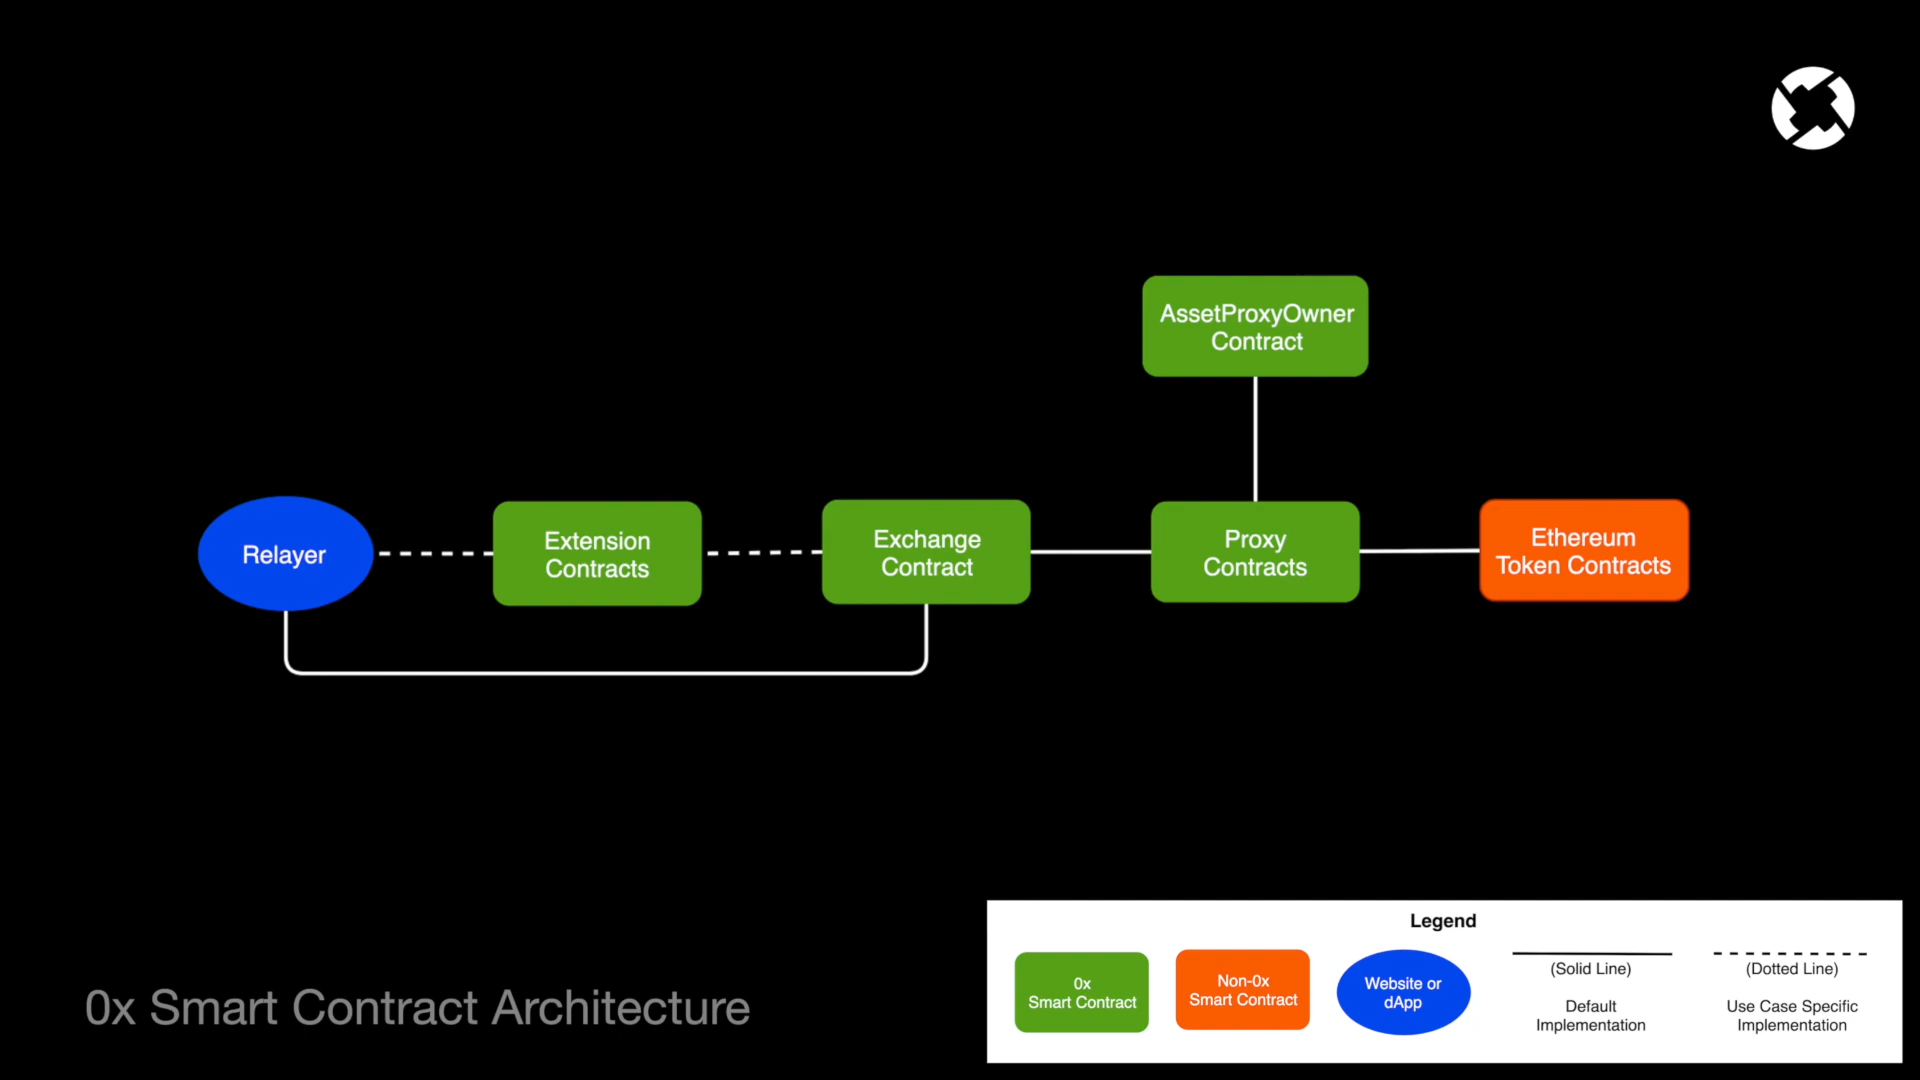 AssetProxyOwner
Contract
Relayer
Extension
Contracts
Exchange
Contract
Proxy
Contracts
Ethereum
Token Contracts
0x Smart Contract Architecture
Legend
0x
Smart Contract
Non-0x
Smart Contract
Website or
dApp
(Solid Line)
Default
Implementation
(Dotted Line)
Use Case Specific
Implementation